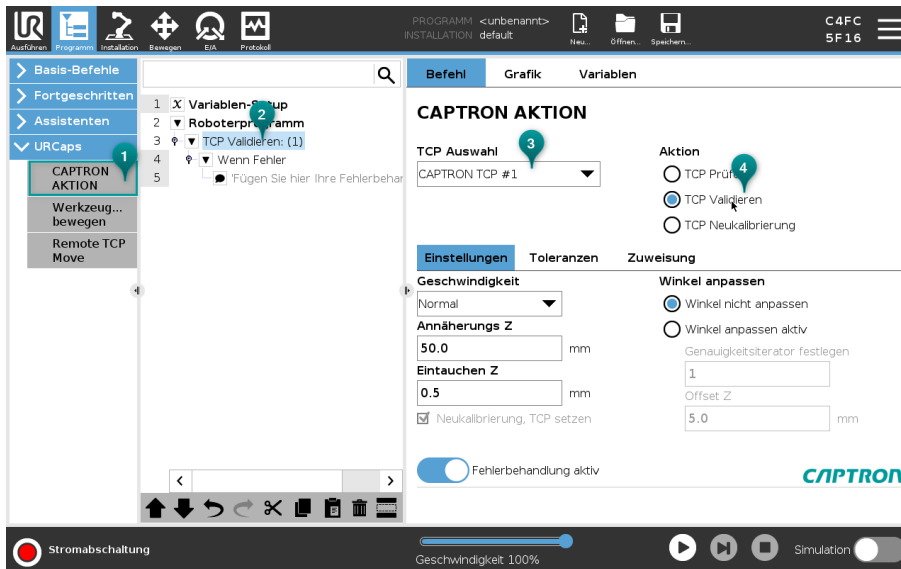 PROGRAMM <unbenannt>
INSTALLATION default
C4FC
5F16
Ausführen Programm Installation Bewegen E/A Protokoll
Neu... Öffnen... Speichern...
Basis-Befehle
Fortgeschritten
Assistenten
URCaps
CAPTRON
AKTION
Werkzeug...
bewegen
Remote TCP
Move
1
1 X Variablen-Setup
2 Roboterprogramm
2
3 TCP Validieren: (1)
4 Wenn Fehler
5 'Fügen Sie hier Ihre Fehlerbehar
Befehl Grafik Variablen
CAPTRON AKTION
TCP Auswahl
3
CAPTRON TCP #1
Aktion
4
TCP Validieren
TCP Neukalibrierung
Einstellungen Toleranzen Zuweisung
Geschwindigkeit
Normal
Annäherungs Z
50.0 mm
Eintauchen Z
0.5 mm
Neukalibrierung, TCP setzen
Winkel anpassen
Winkel nicht anpassen
Winkel anpassen aktiv
Genauigkeitsiterator festlegen
1
Offset Z
5.0 mm
Fehlerbehandlung aktiv
CAPTRON
Stromabschaltung
Geschwindigkeit 100%
Simulation